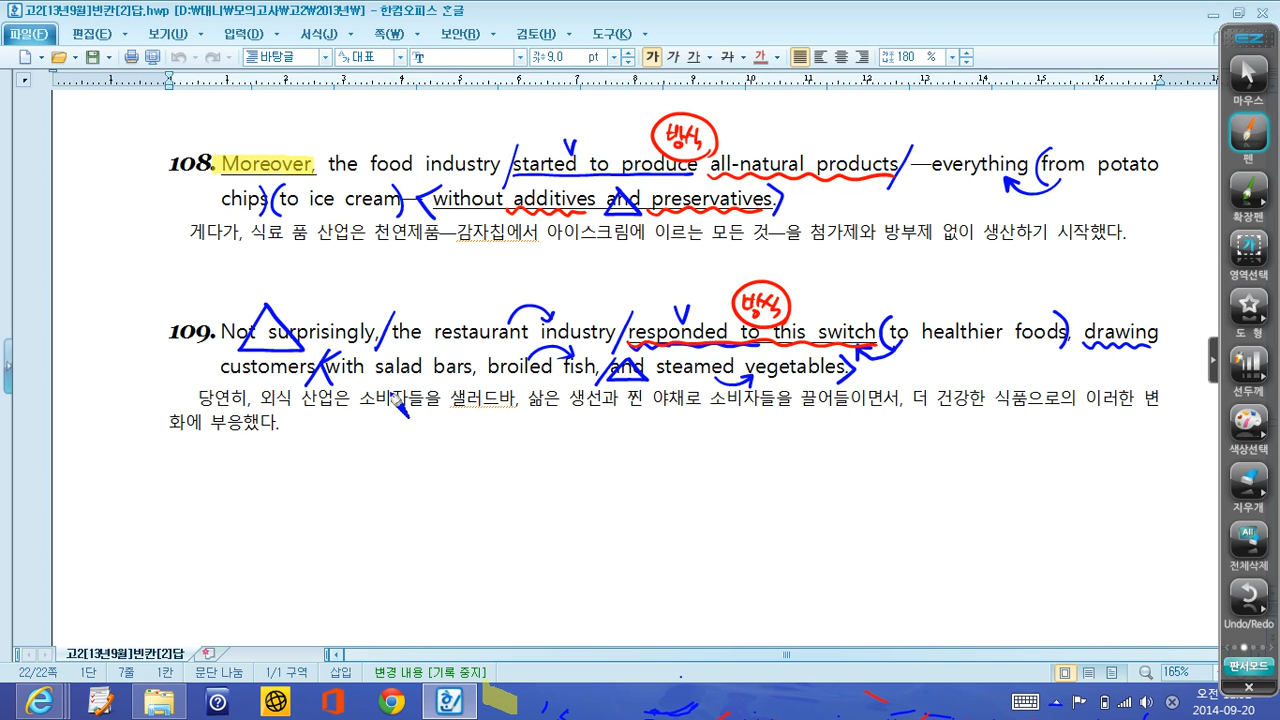 고2[13년9월]빈칸[2]답.hwp [D:₩대니₩모의고사₩고2₩2013년₩] - 한컴오피스 한글
파일(F) 편집(E) 보기(U) 입력(D) 서식(J) 쪽(W) 보안(B) 검토(H) 도구(K)
바탕글 대표 9.0 pt 가 가 가 가 가 180 %
방식
108. Moreover, the food industry started to produce all-natural products —everything from potato
chips to ice cream—without additives and preservatives.
게다가, 식료 품 산업은 천연제품—감자칩에서 아이스크림에 이르는 모든 것—을 첨가제와 방부제 없이 생산하기 시작했다.
방식
109. Not surprisingly, the restaurant industry responded to this switch to healthier foods, drawing
customers with salad bars, broiled fish, and steamed vegetables.
당연히, 외식 산업은 소비자들을 샐러드바, 삶은 생선과 찐 야채로 소비자들을 끌어들이면서, 더 건강한 식품으로의 이러한 변
화에 부응했다.
고2[13년9월]빈칸[2]답
22/22쪽 1단 7줄 1칸 문단 나눔 1/1 구역 삽입 변경 내용 [기록 중지] 165%
2014-09-20
EZ
마우스
펜
확장펜
영역선택
도 형
선두께
색상선택
지우개
All
전체삭제
Undo/Redo
판서모드